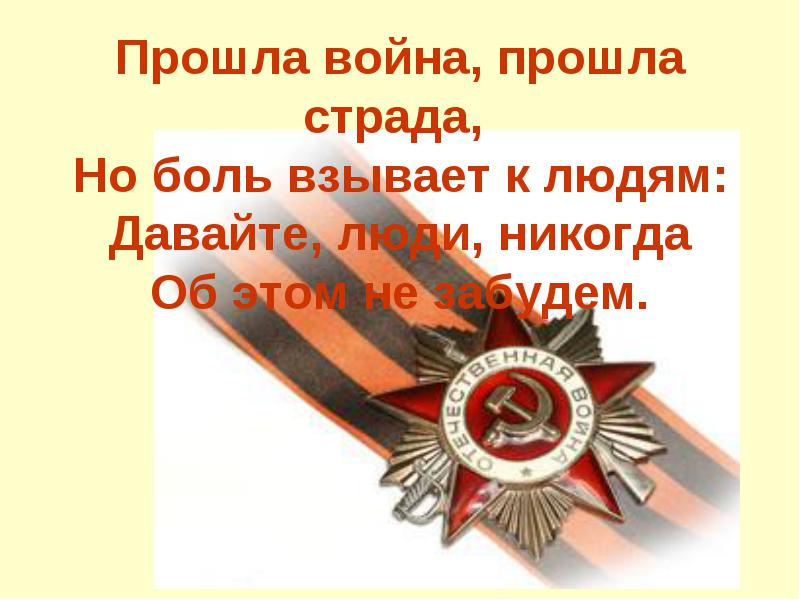 Прошла война, прошла
страда,
Но боль взывает к людям:
Давайте, люди, никогда
Об этом не забудем.
ОТЕЧЕСТВЕННАЯ ВОЙНА